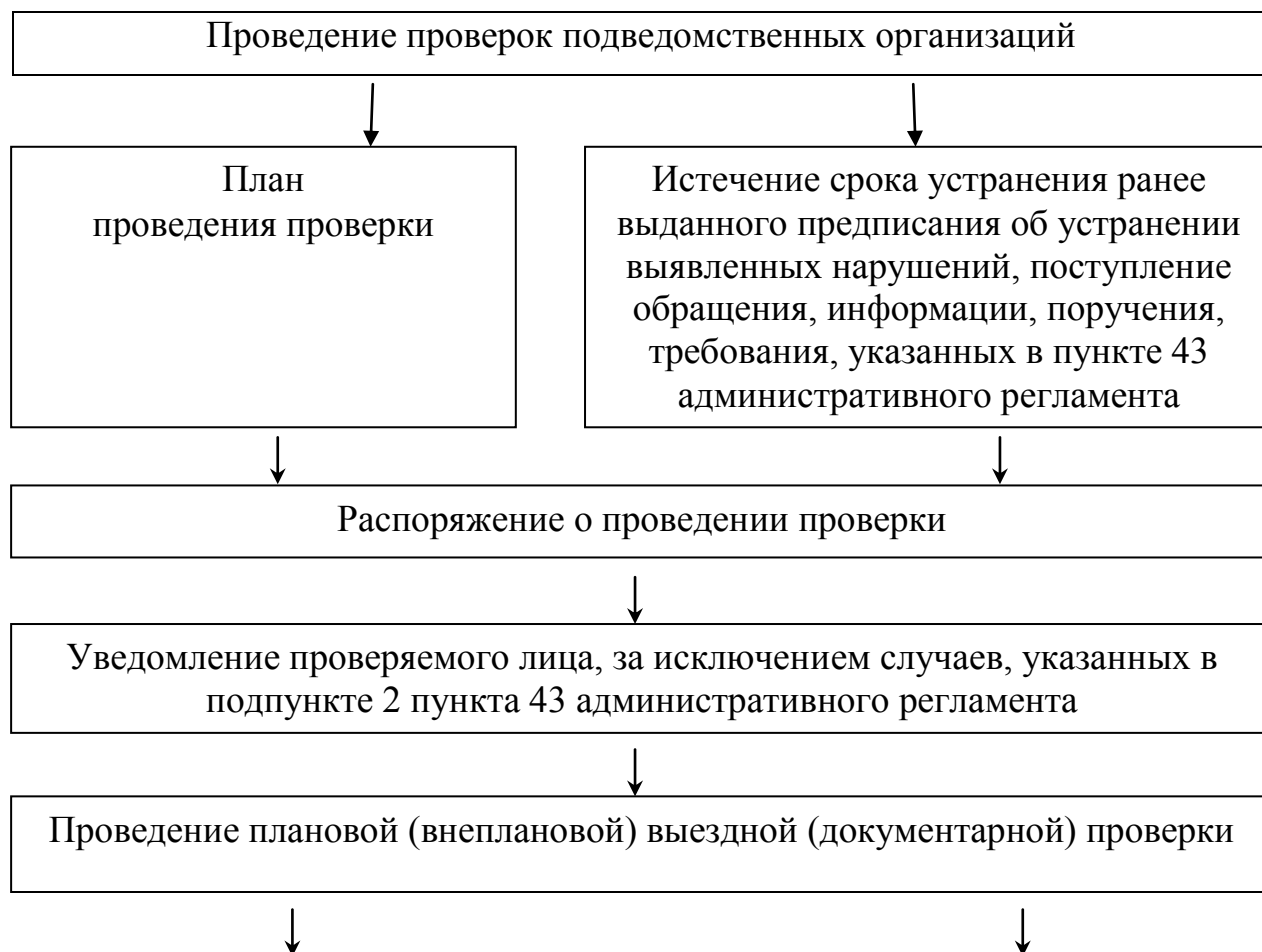 Проведение проверок подведомственных организаций
План
проведения проверки
Истечение срока устранения ранее
выданного предписания об устранении
выявленных нарушений, поступление
обращения, информации, поручения,
требования, указанных в пункте 43
административного регламента
Распоряжение о проведении проверки
Уведомление проверяемого лица, за исключением случаев, указанных в
подпункте 2 пункта 43 административного регламента
Проведение плановой (внеплановой) выездной (документарной) проверки